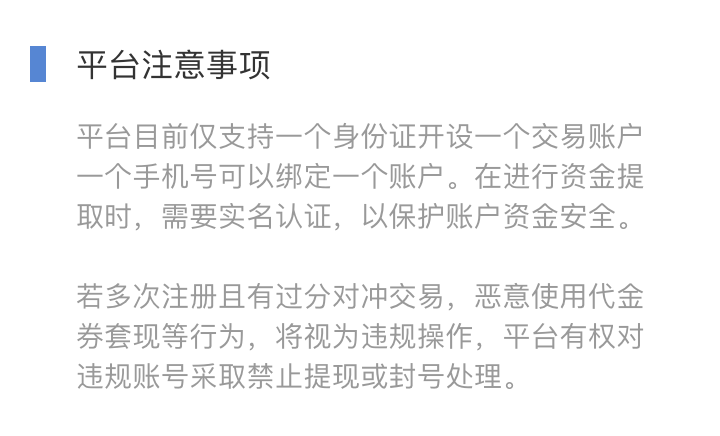 平台注意事项
平台目前仅支持一个身份证开设一个交易账户
一个手机号可以绑定一个账户。在进行资金提
取时，需要实名认证，以保护账户资金安全。
若多次注册且有过分对冲交易，恶意使用代金
券套现等行为，将视为违规操作，平台有权对
违规账号采取禁止提现或封号处理。